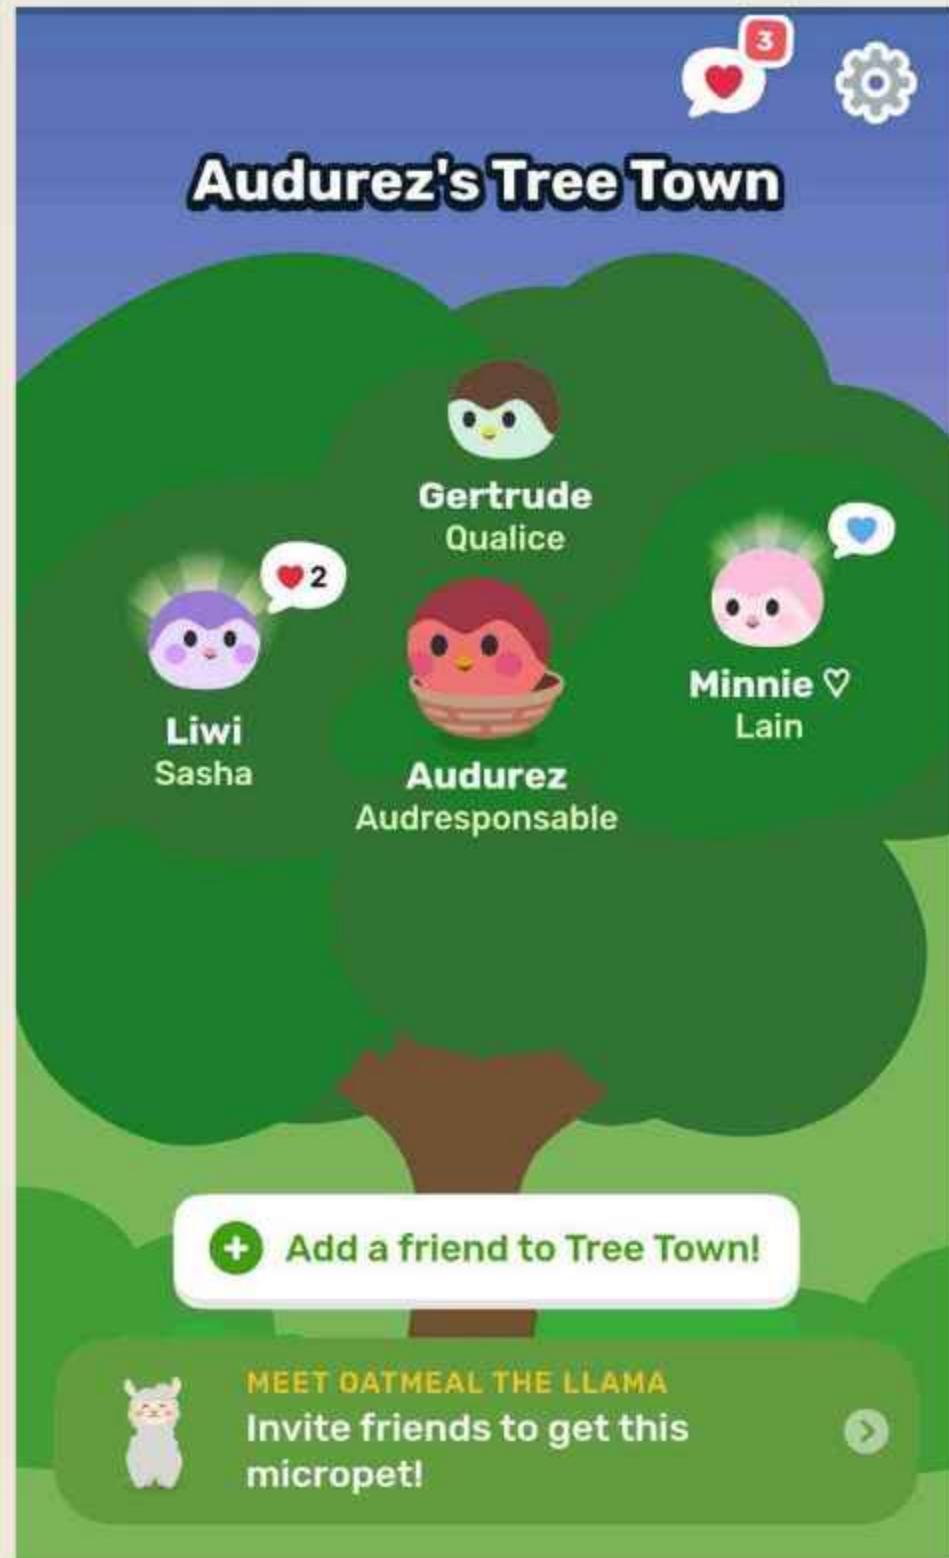 3
Audurez's Tree Town
Gertrude
Qualice
2
Liwi
Sasha
Minnie ♡
Lain
Audurez
Audresponsable
Add a friend to Tree Town!
MEET OATMEAL THE LLAMA
Invite friends to get this
micropet!